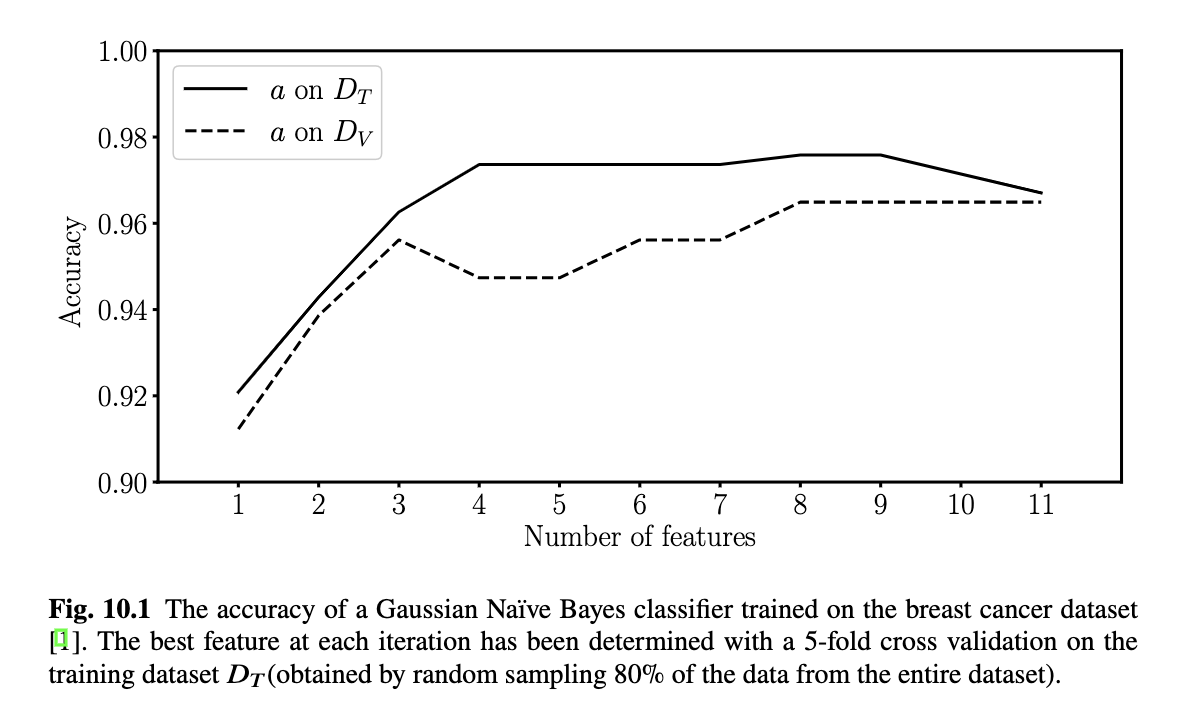 1.00
a on D_T
a on D_V
0.98
0.96
0.94
0.92
0.90
Accuracy
1 2 3 4 5 6 7 8 9 10 11
Number of features
Fig. 10.1 The accuracy of a Gaussian Naïve Bayes classifier trained on the breast cancer dataset
[1]. The best feature at each iteration has been determined with a 5-fold cross validation on the
training dataset D_T(obtained by random sampling 80% of the data from the entire dataset).